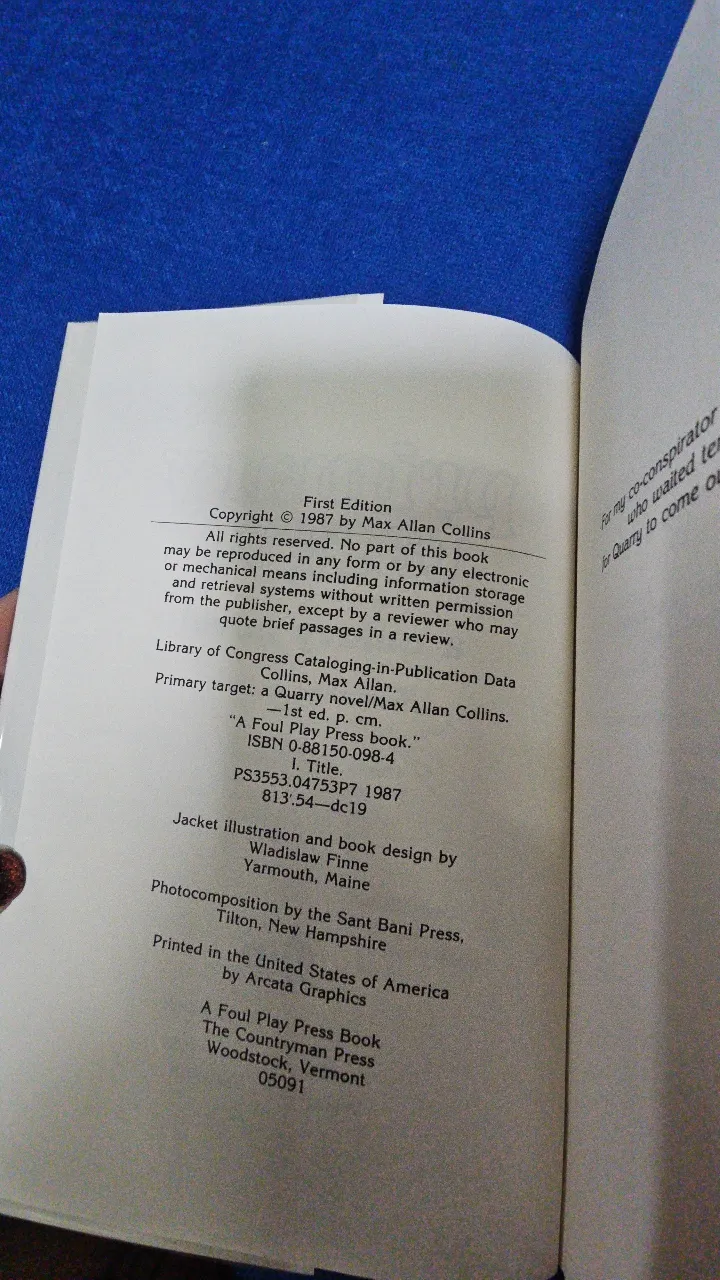 First Edition
Copyright © 1987 by Max Allan Collins
All rights reserved. No part of this book
may be reproduced in any form or by any electronic
or mechanical means including information storage
and retrieval systems without written permission
from the publisher, except by a reviewer who may
quote brief passages in a review.
Library of Congress Cataloging-in-Publication Data
Collins, Max Allan.
Primary target: a Quarry novel/Max Allan Collins.
—1st ed. p. cm.
"A Foul Play Press book."
ISBN 0-88150-098-4
I. Title.
PS3553.04753P7 1987
813'.54—dc19
Jacket illustration and book design by
Wladislaw Finne
Yarmouth, Maine
Photocomposition by the Sant Bani Press,
Tilton, New Hampshire
Printed in the United States of America
by Arcata Graphics
A Foul Play Press Book
The Countryman Press
Woodstock, Vermont
05091
For my co-conspirator
who waited
for Quarry to come